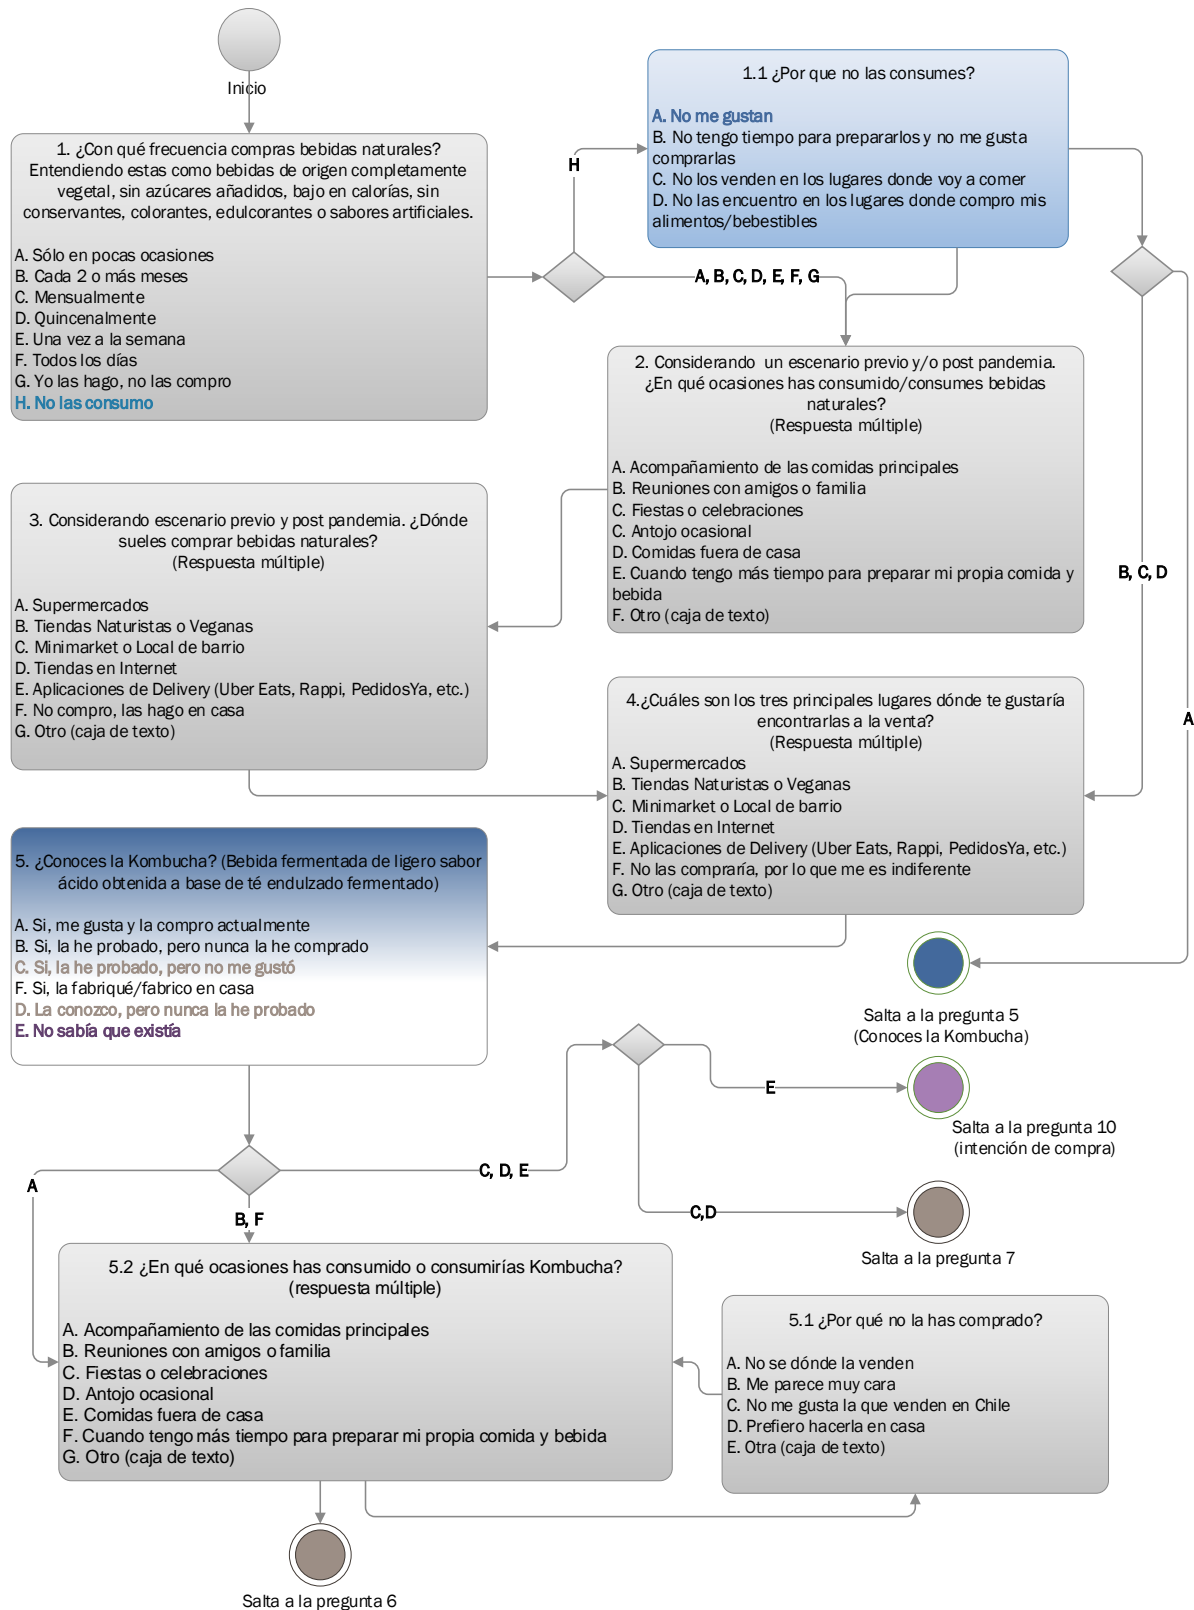 Inicio
1. ¿Con qué frecuencia compras bebidas naturales?
Entendiendo estas como bebidas de origen completamente
vegetal, sin azúcares añadidos, bajo en calorías, sin
conservantes, colorantes, edulcorantes o sabores artificiales.
A. Sólo en pocas ocasiones
B. Cada 2 o más meses
C. Mensualmente
D. Quincenalmente
E. Una vez a la semana
F. Todos los días
G. Yo las hago, no las compro
H. No las consumo
H
A, B, C, D, E, F, G
1.1 ¿Por que no las consumes?
A. No me gustan
B. No tengo tiempo para prepararlos y no me gusta
comprarlas
C. No los venden en los lugares donde voy a comer
D. No las encuentro en los lugares donde compro mis
alimentos/bebestibles
B, C, D
A
2. Considerando un escenario previo y/o post pandemia.
¿En qué ocasiones has consumido/consumes bebidas
naturales?
(Respuesta múltiple)
A. Acompañamiento de las comidas principales
B. Reuniones con amigos o familia
C. Fiestas o celebraciones
C. Antojo ocasional
D. Comidas fuera de casa
E. Cuando tengo más tiempo para preparar mi propia comida y
bebida
F. Otro (caja de texto)
3. Considerando escenario previo y post pandemia. ¿Dónde
sueles comprar bebidas naturales?
(Respuesta múltiple)
A. Supermercados
B. Tiendas Naturistas o Veganas
C. Minimarket o Local de barrio
D. Tiendas en Internet
E. Aplicaciones de Delivery (Uber Eats, Rappi, PedidosYa, etc.)
F. No compro, las hago en casa
G. Otro (caja de texto)
4.¿Cuáles son los tres principales lugares dónde te gustaría
encontrarlas a la venta?
(Respuesta múltiple)
A. Supermercados
B. Tiendas Naturistas o Veganas
C. Minimarket o Local de barrio
D. Tiendas en Internet
E. Aplicaciones de Delivery (Uber Eats, Rappi, PedidosYa, etc.)
F. No las compraría, por lo que me es indiferente
G. Otro (caja de texto)
5. ¿Conoces la Kombucha? (Bebida fermentada de ligero sabor
ácido obtenida a base de té endulzado fermentado)
A. Si, me gusta y la compro actualmente
B. Si, la he probado, pero nunca la he comprado
C. Si, la he probado, pero no me gustó
F. Si, la fabriqué/fabrico en casa
D. La conozco, pero nunca la he probado
E. No sabía que existía
Salta a la pregunta 5
(Conoces la Kombucha)
E
Salta a la pregunta 10
(intención de compra)
C, D, E
A
B, F
C,D
Salta a la pregunta 7
5.2 ¿En qué ocasiones has consumido o consumirías Kombucha?
(respuesta múltiple)
A. Acompañamiento de las comidas principales
B. Reuniones con amigos o familia
C. Fiestas o celebraciones
D. Antojo ocasional
E. Comidas fuera de casa
F. Cuando tengo más tiempo para preparar mi propia comida y bebida
G. Otro (caja de texto)
5.1 ¿Por qué no la has comprado?
A. No se dónde la venden
B. Me parece muy cara
C. No me gusta la que venden en Chile
D. Prefiero hacerla en casa
E. Otra (caja de texto)
Salta a la pregunta 6